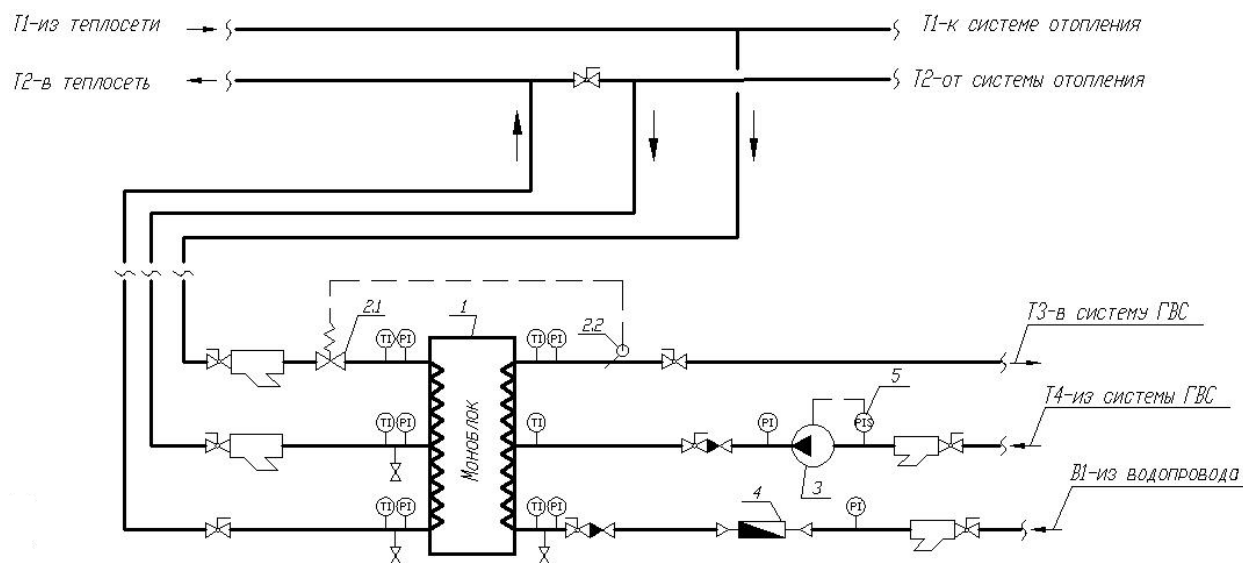 Т1-из теплосети
Т1-к системе отопления
Т2-в теплосеть
Т2-от системы отопления
2.1
1
2.2
Т3-в систему ГВС
TI PI
TI PI
5
Т4-из системы ГВС
TI PI
TI
PI
PIS
Моноблок
3
В1-из водопровода
4
TI PI
TI PI
PI